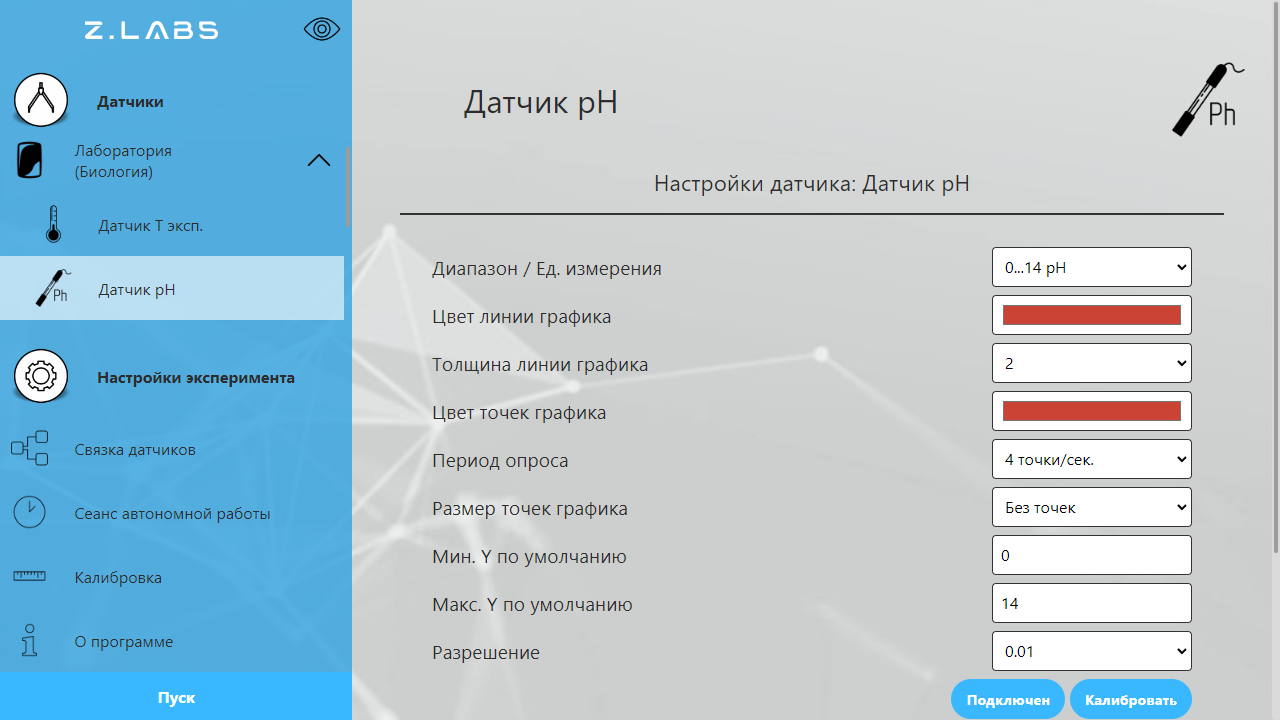 Z.LABS
Датчики
Лаборатория
(Биология)
Датчик Т эксп.
Ph
Датчик pH
Настройки эксперимента
Связка датчиков
Сеанс автономной работы
Калибровка
О программе
Пуск
Датчик pH
Ph
Настройки датчика: Датчик pH
Диапазон / Ед. измерения
0...14 pH
Цвет линии графика
Толщина линии графика
2
Цвет точек графика
Период опроса
4 точки/сек.
Размер точек графика
Без точек
Мин. Y по умолчанию
0
Макс. Y по умолчанию
14
Разрешение
0.01
Подключен
Калибровать